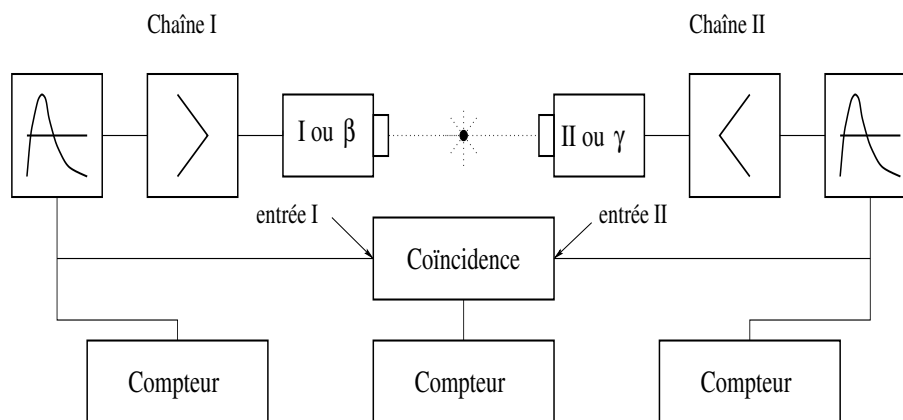 Chaîne I
Chaîne II
I ou β
II ou γ
entrée I
entrée II
Coïncidence
Compteur
Compteur
Compteur